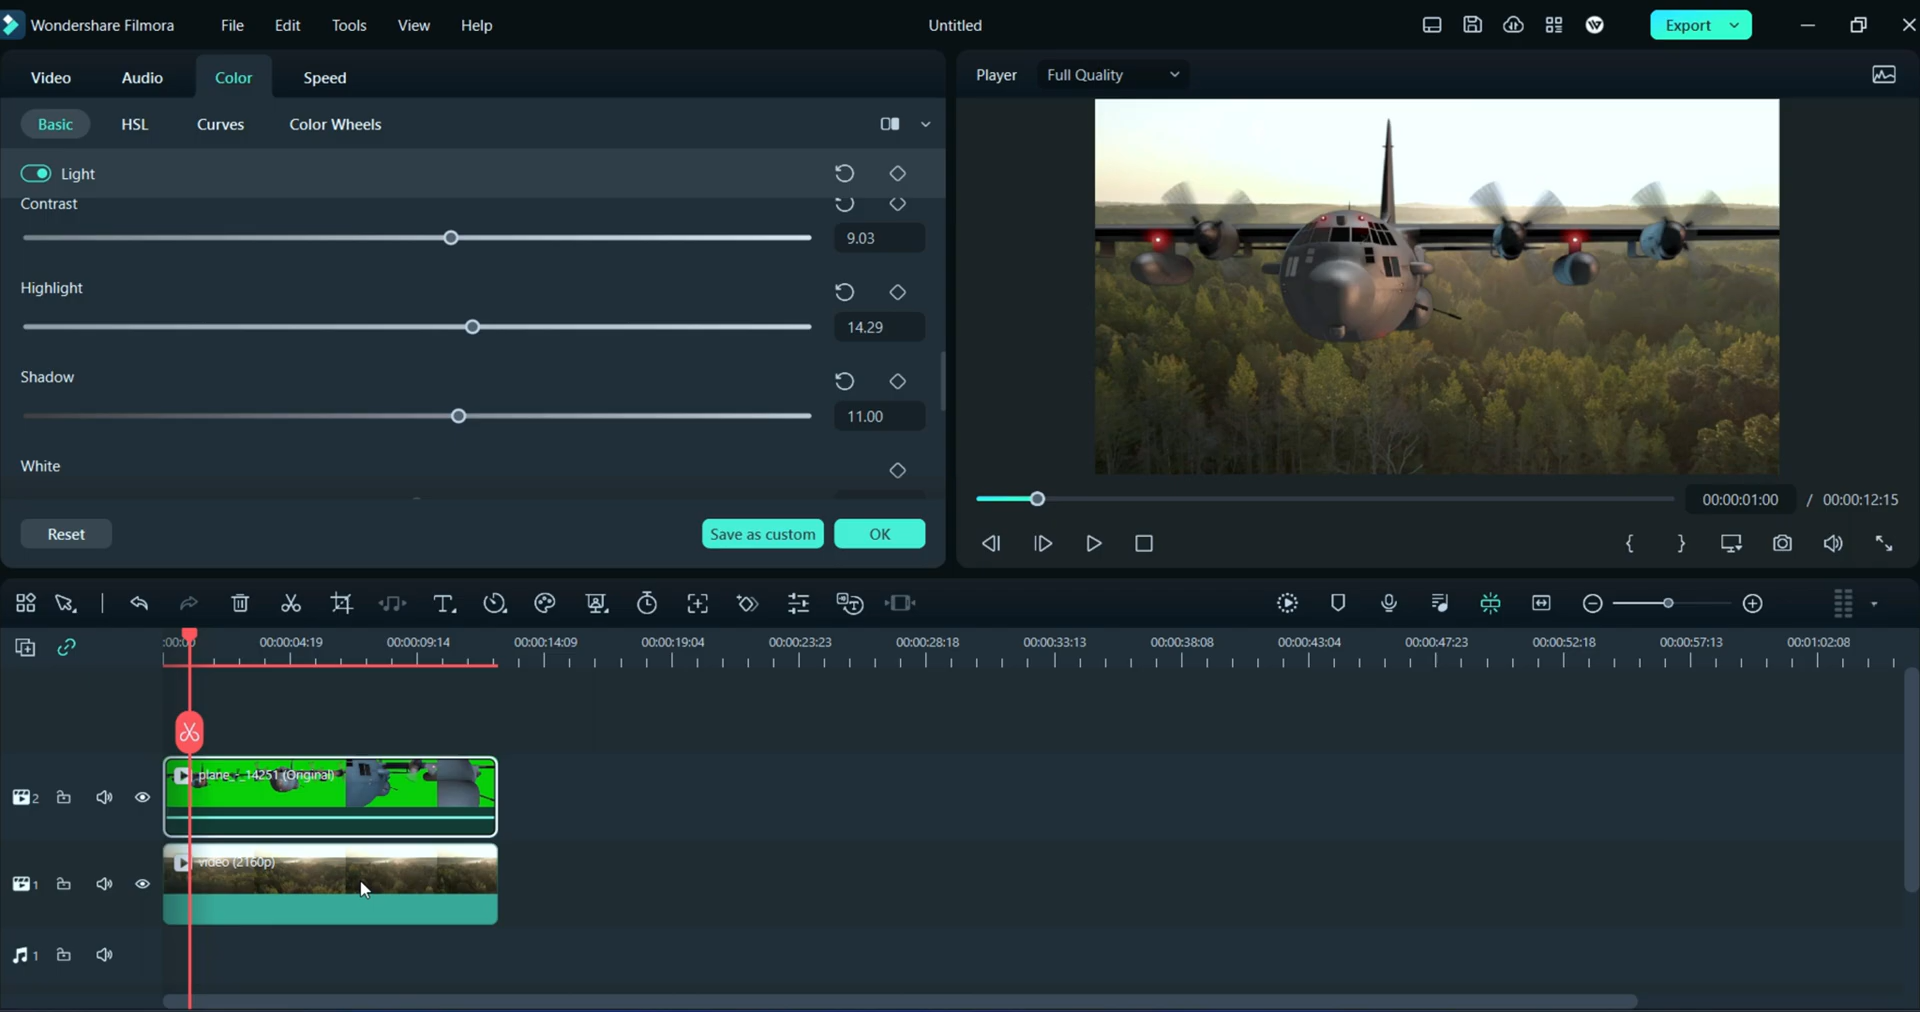 Wondershare Filmora File Edit Tools View Help Untitled Export
Video Audio Color Speed
Player Full Quality
Basic HSL Curves Color Wheels
Light
Contrast
9.03
Highlight
14.29
Shadow
11.00
White
Reset Save as custom OK
00:00:01:00 / 00:00:12:15
:00:00 00:00:04:19 00:00:09:14 00:00:14:09 00:00:19:04 00:00:23:23 00:00:28:18 00:00:33:13 00:00:38:08 00:00:43:04 00:00:47:23 00:00:52:18 00:00:57:13 00:01:02:08
plane_-_14251 (Original)
2
video (2160p)
1
1